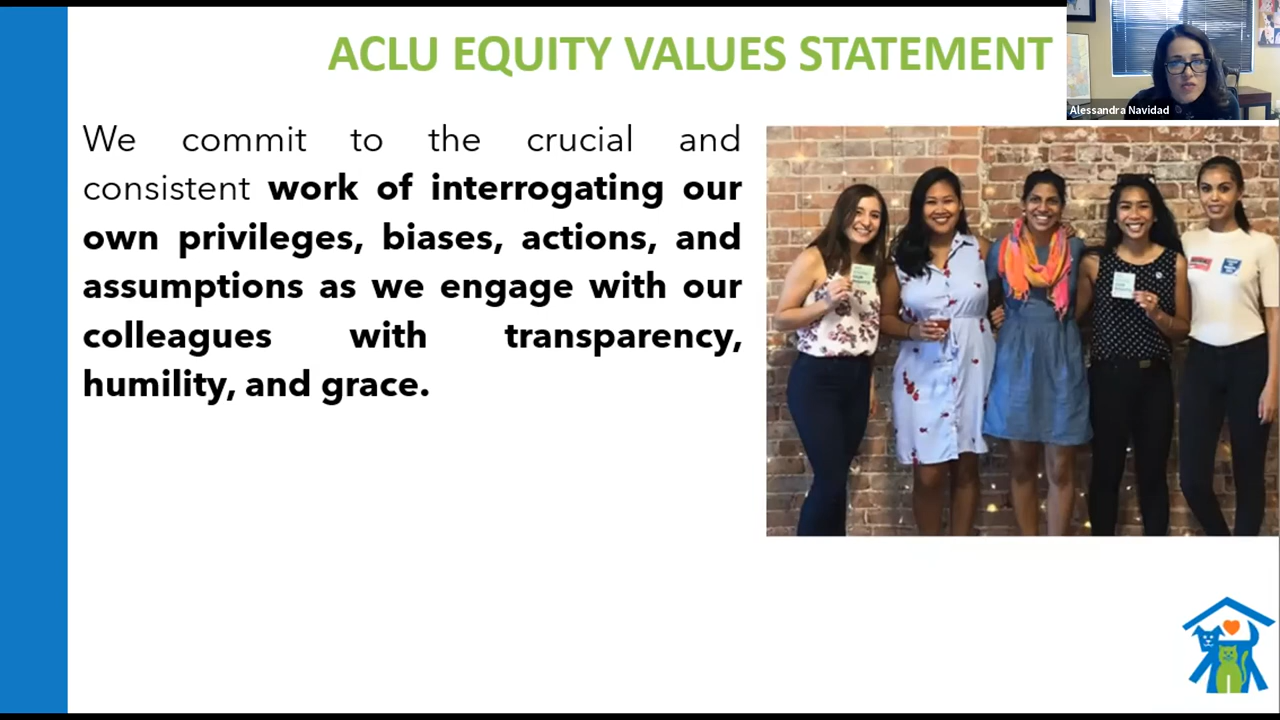 ACLU EQUITY VALUES STATEMENT
Alessandra Navidad
We commit to the crucial and
consistent work of interrogating our
own privileges, biases, actions, and
assumptions as we engage with our
colleagues with transparency,
humility, and grace.